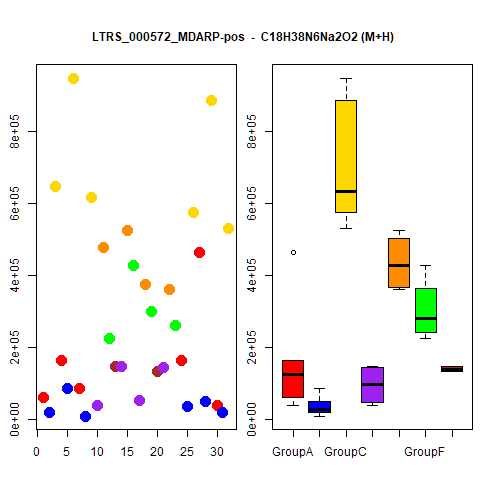 LTRS_000572_MDARP-pos - C18H38N6Na2O2 (M+H)
8e+05 8e+05
6e+05 6e+05
4e+05 4e+05
2e+05 2e+05
0e+00 0e+00
0 5 10 15 20 25 30 GroupA GroupC GroupF